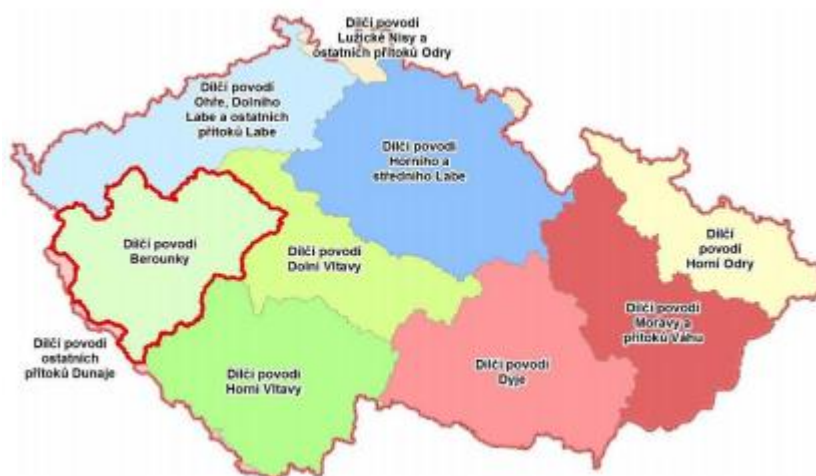 Dílčí povodí
Lužické Nisy a
ostatních přítoků Odry
Dílčí povodí
Ohře, Dolního
Labe a ostatních
přítoků Labe
Dílčí povodí
Horního a
středního Labe
Dílčí povodí
Berounky
Dílčí povodí
Dolní Vltavy
Dílčí
povodí
Horní Odry
Dílčí povodí
Moravy a
přítoků Váhu
Dílčí povodí
ostatních
přítoků Dunaje
Dílčí povodí
Horní Vltavy
Dílčí povodí
Dyje